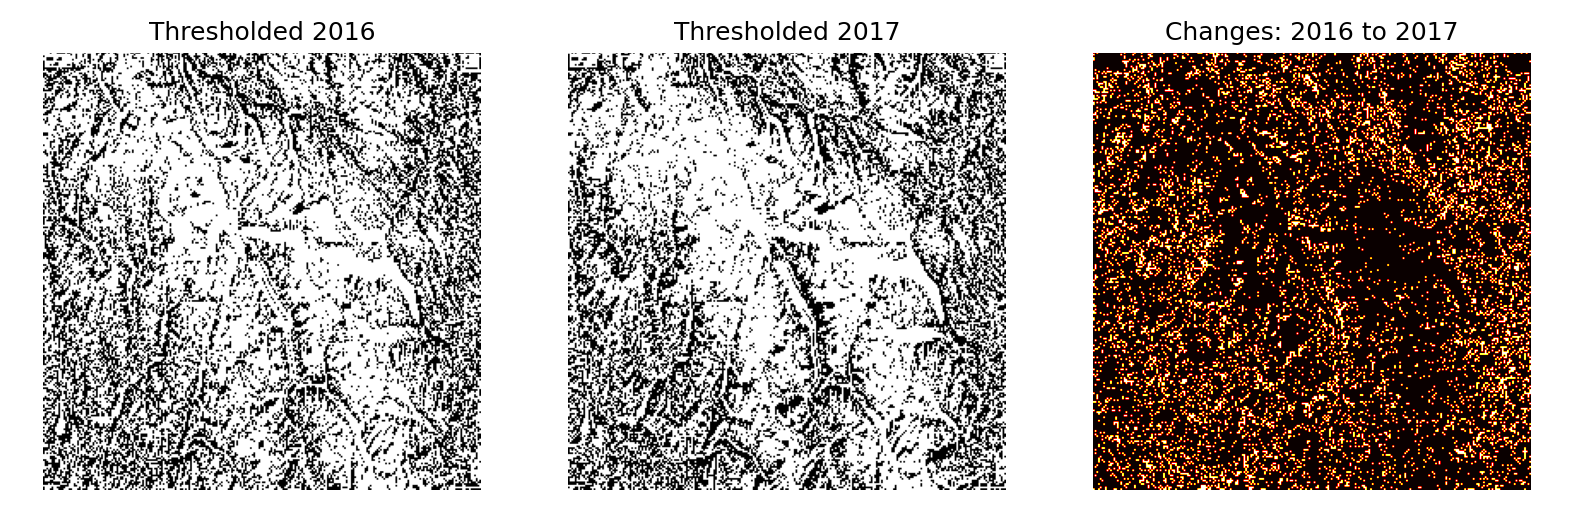 Thresholded 2016
Thresholded 2017
Changes: 2016 to 2017